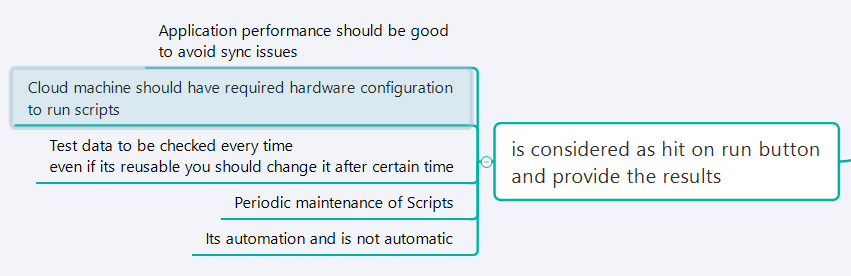 Application performance should be good
to avoid sync issues
Cloud machine should have required hardware configuration
to run scripts
Test data to be checked every time
even if its reusable you should change it after certain time
Periodic maintenance of Scripts
Its automation and is not automatic
is considered as hit on run button
and provide the results